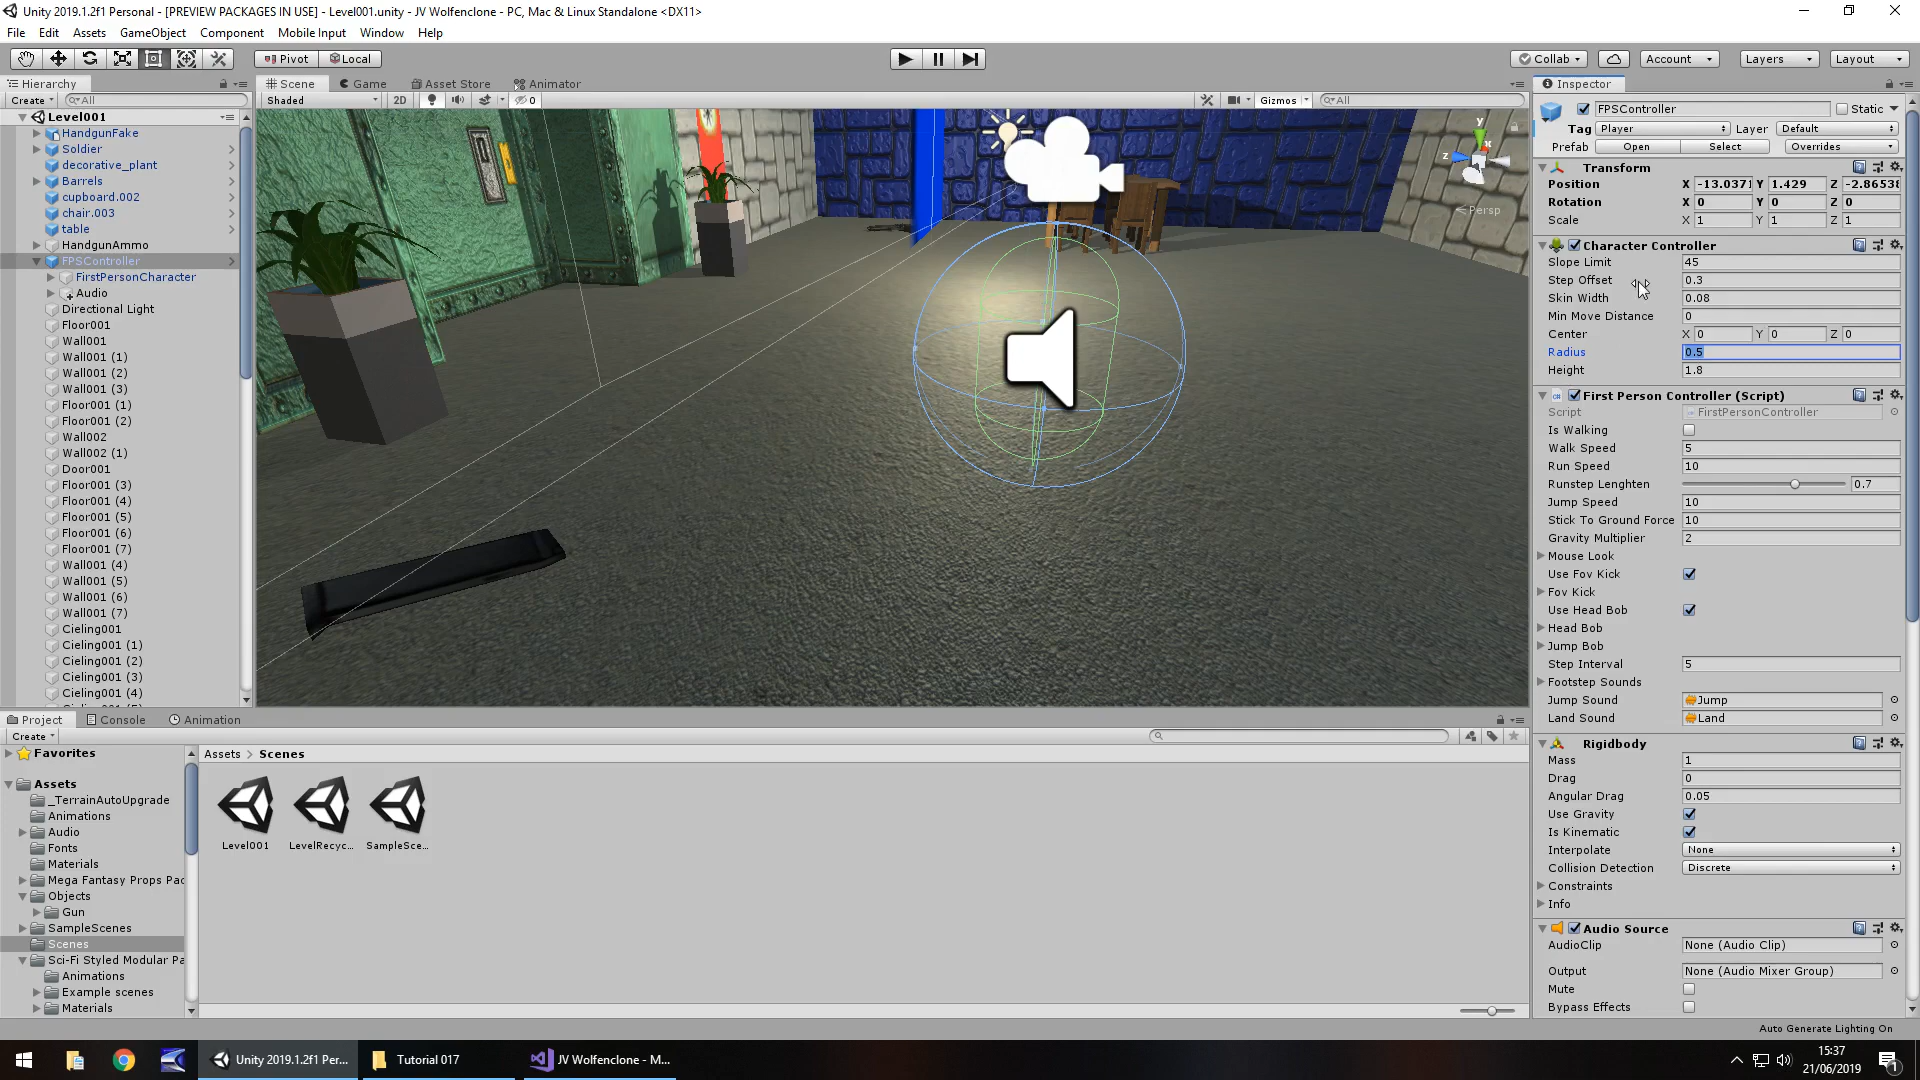 Unity 2019.1.2f1 Personal - [PREVIEW PACKAGES IN USE] - Level001.unity - JV Wolfenclone - PC, Mac & Linux Standalone <DX11>
File Edit Assets GameObject Component Mobile Input Window Help
Pivot Local Collab Account Layers Layout
Hierarchy
Create All
Level001
HandgunFake
Soldier
decorative_plant
Barrels
cupboard.002
chair.003
table
HandgunAmmo
FPSController
FirstPersonCharacter
Audio
Directional Light
Floor001
Wall001
Wall001 (1)
Wall001 (2)
Wall001 (3)
Floor001 (1)
Floor001 (2)
Wall002
Wall002 (1)
Door001
Floor001 (3)
Floor001 (4)
Floor001 (5)
Floor001 (6)
Floor001 (7)
Wall001 (4)
Wall001 (5)
Wall001 (6)
Wall001 (7)
Cieling001
Cieling001 (1)
Cieling001 (2)
Cieling001 (3)
Cieling001 (4)
Scene Game Asset Store Animator
Shaded 2D 0 Gizmos All
y
x
z
Persp
Inspector
FPSController Static
Tag Player Layer Default
Prefab Open Select Overrides
Transform
Position X -13.0371 Y 1.429 Z -2.86538
Rotation X 0 Y 0 Z 0
Scale X 1 Y 1 Z 1
Character Controller
Slope Limit 45
Step Offset 0.3
Skin Width 0.08
Min Move Distance 0
Center X 0 Y 0 Z 0
Radius 0.5
Height 1.8
First Person Controller (Script)
Script FirstPersonController
Is Walking
Walk Speed 5
Run Speed 10
Runstep Lenghten 0.7
Jump Speed 10
Stick To Ground Force 10
Gravity Multiplier 2
Mouse Look
Use Fov Kick
Fov Kick
Use Head Bob
Head Bob
Jump Bob
Step Interval 5
Footstep Sounds
Jump Sound Jump
Land Sound Land
Rigidbody
Mass 1
Drag 0
Angular Drag 0.05
Use Gravity
Is Kinematic
Interpolate None
Collision Detection Discrete
Constraints
Info
Audio Source
AudioClip None (Audio Clip)
Output None (Audio Mixer Group)
Mute
Bypass Effects
Auto Generate Lighting On
Project Console Animation
Create
Favorites
Assets
_TerrainAutoUpgrade
Animations
Audio
Fonts
Materials
Mega Fantasy Props Pac
Objects
Gun
SampleScenes
Scenes
Sci-Fi Styled Modular Pa
Animations
Example scenes
Materials
Assets > Scenes
Level001 LevelRecyc... SampleSce...
Unity 2019.1.2f1 Per... Tutorial 017 JV Wolfenclone - M...
15:37
21/06/2019
1